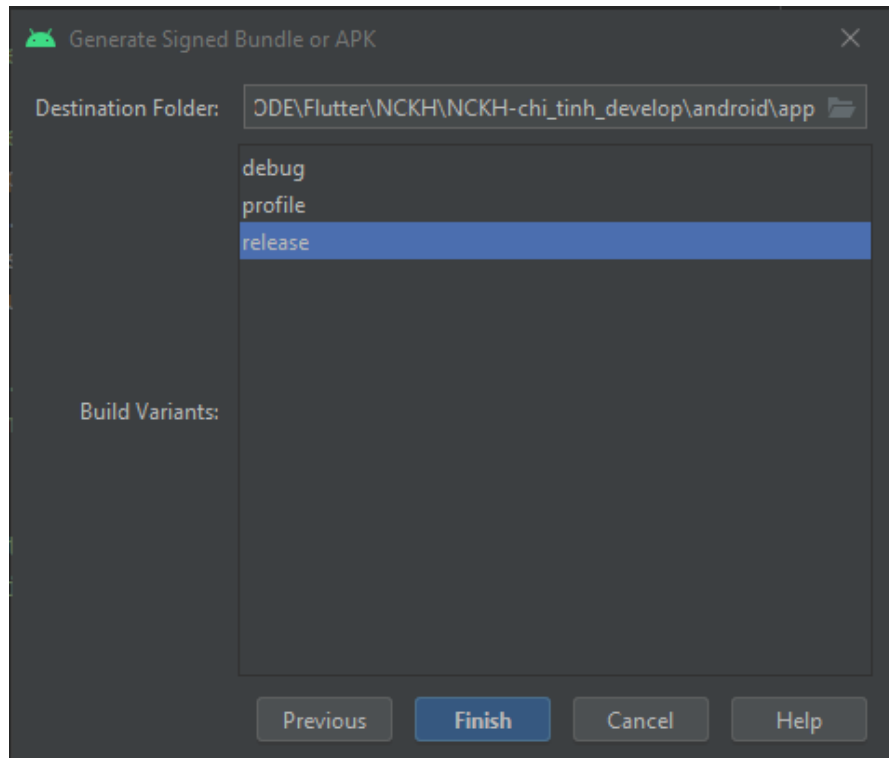 Generate Signed Bundle or APK
Destination Folder: ODE\Flutter\NCKH\NCKH-chi_tinh_develop\android\app
debug
profile
release
Build Variants:
Previous Finish Cancel Help